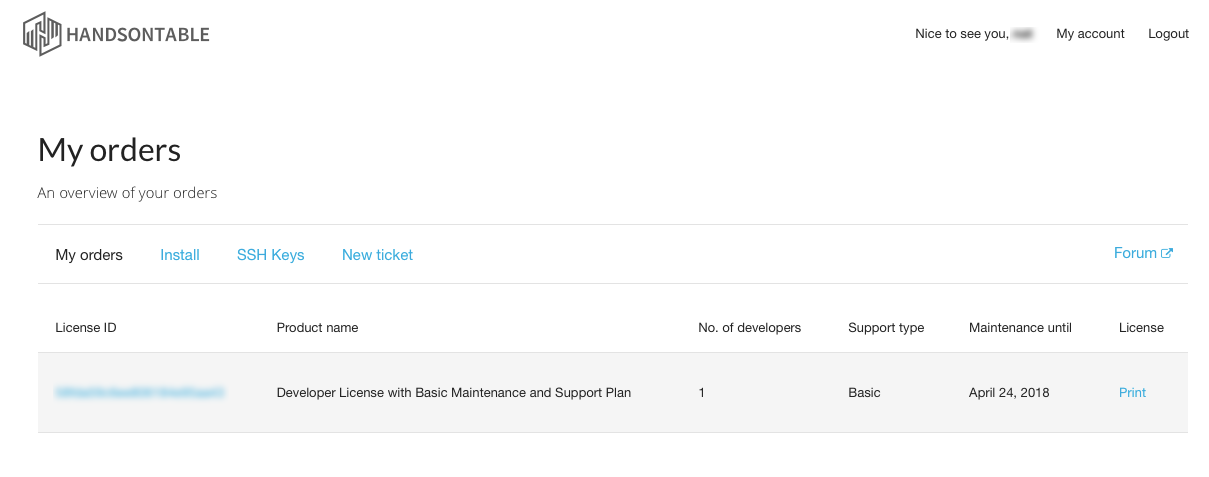 HANDSONTABLE
Nice to see you, My account Logout
My orders
An overview of your orders
My orders Install SSH Keys New ticket Forum
License ID Product name No. of developers Support type Maintenance until License
Developer License with Basic Maintenance and Support Plan 1 Basic April 24, 2018 Print